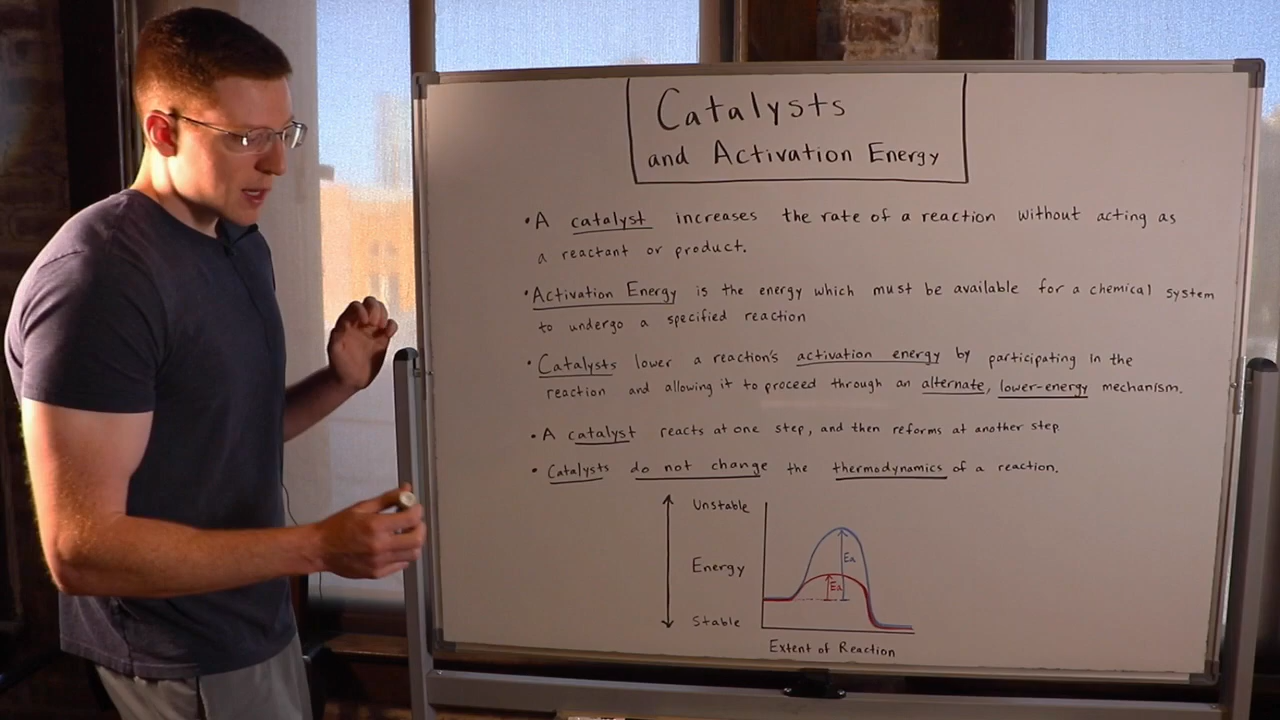 Catalysts
and Activation Energy
• A catalyst increases the rate of a reaction without acting as
a reactant or product.
• Activation Energy is the energy which must be available for a chemical system
to undergo a specified reaction
• Catalysts lower a reaction's activation energy by participating in the
reaction and allowing it to proceed through an alternate, lower-energy mechanism.
• A catalyst reacts at one step, and then reforms at another step
• Catalysts do not change the thermodynamics of a reaction.
Unstable
Ea
Energy
Ea
Stable
Extent of Reaction